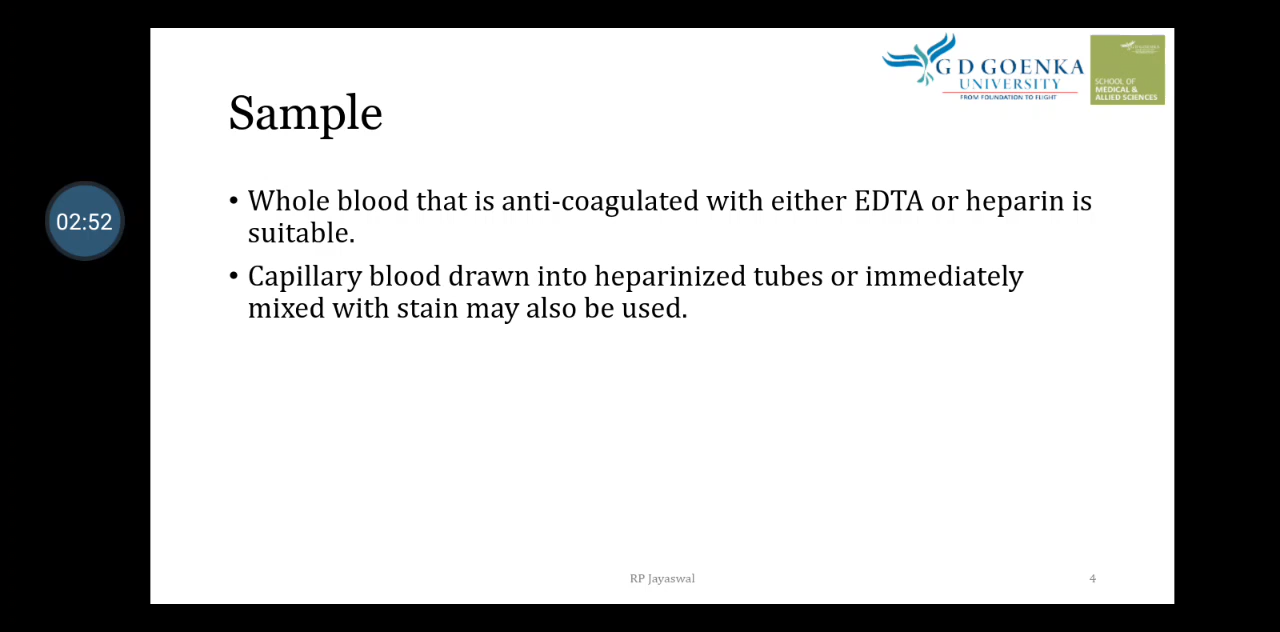 G D GOENKA
UNIVERSITY
FROM FOUNDATION TO FLIGHT
SCHOOL OF
MEDICAL &
ALLIED SCIENCES
Sample
02:52
• Whole blood that is anti-coagulated with either EDTA or heparin is
suitable.
• Capillary blood drawn into heparinized tubes or immediately
mixed with stain may also be used.
RP Jayaswal
4